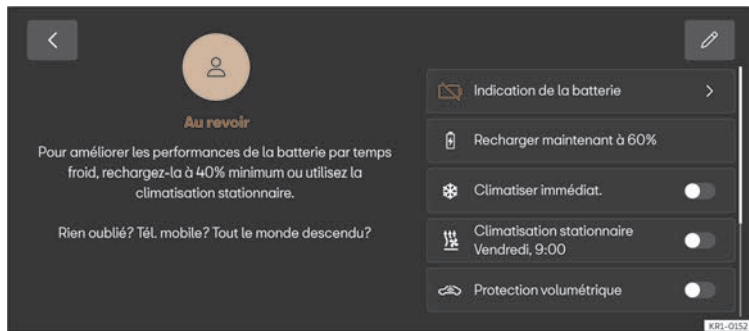 Au revoir
Pour améliorer les performances de la batterie par temps
froid, rechargez-la à 40% minimum ou utilisez la
climatisation stationnaire.
Rien oublié? Tél. mobile? Tout le monde descendu?
Indication de la batterie
Recharger maintenant à 60%
Climatiser immédiat.
Climatisation stationnaire
Vendredi, 9:00
Protection volumétrique
KR1-0152